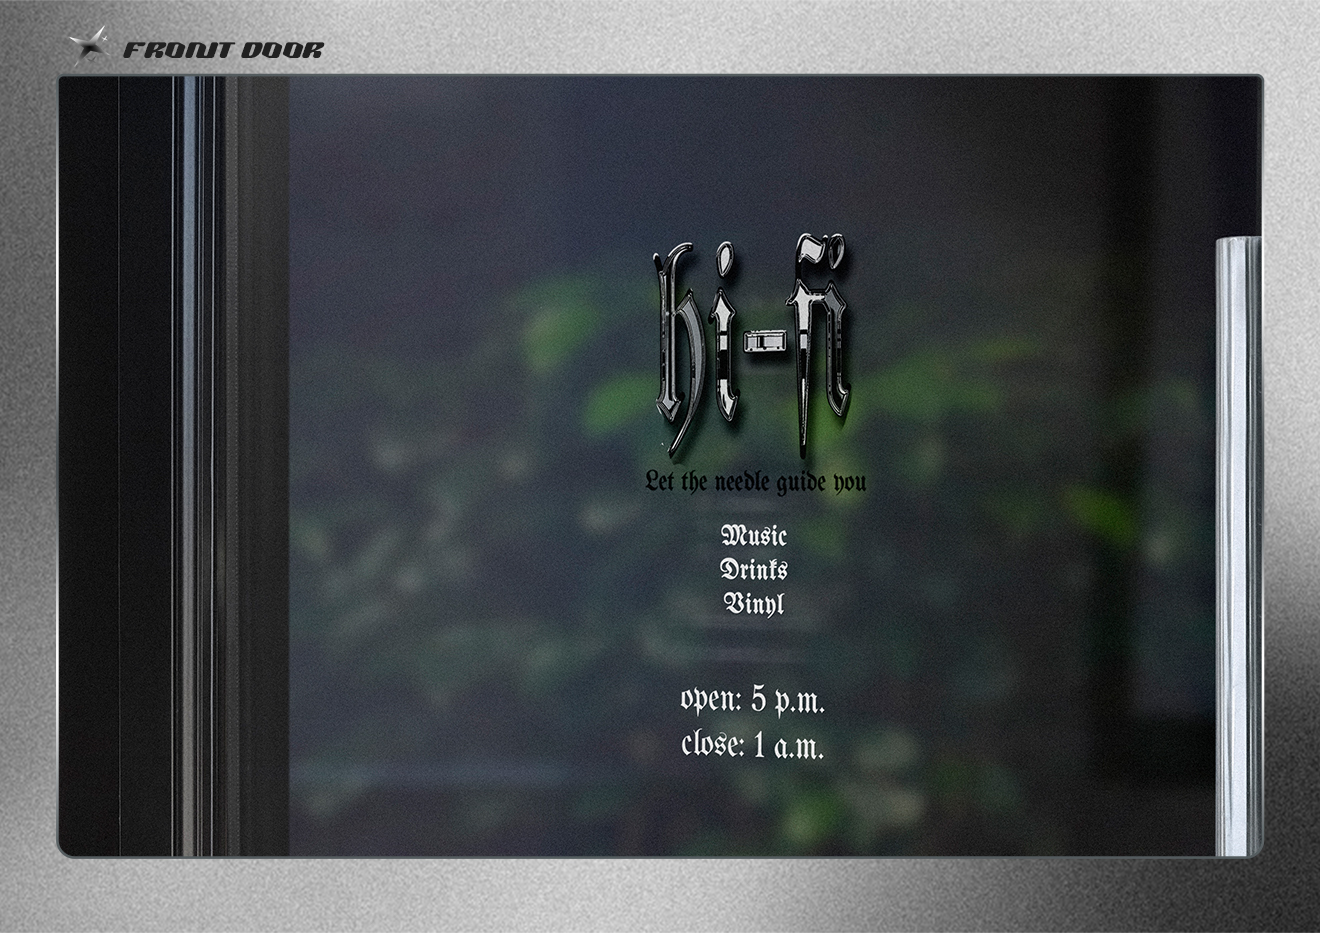 FRONT DOOR
hi-fi
Let the needle guide you
Music
Drinks
Vinyl
open: 5 p.m.
close: 1 a.m.